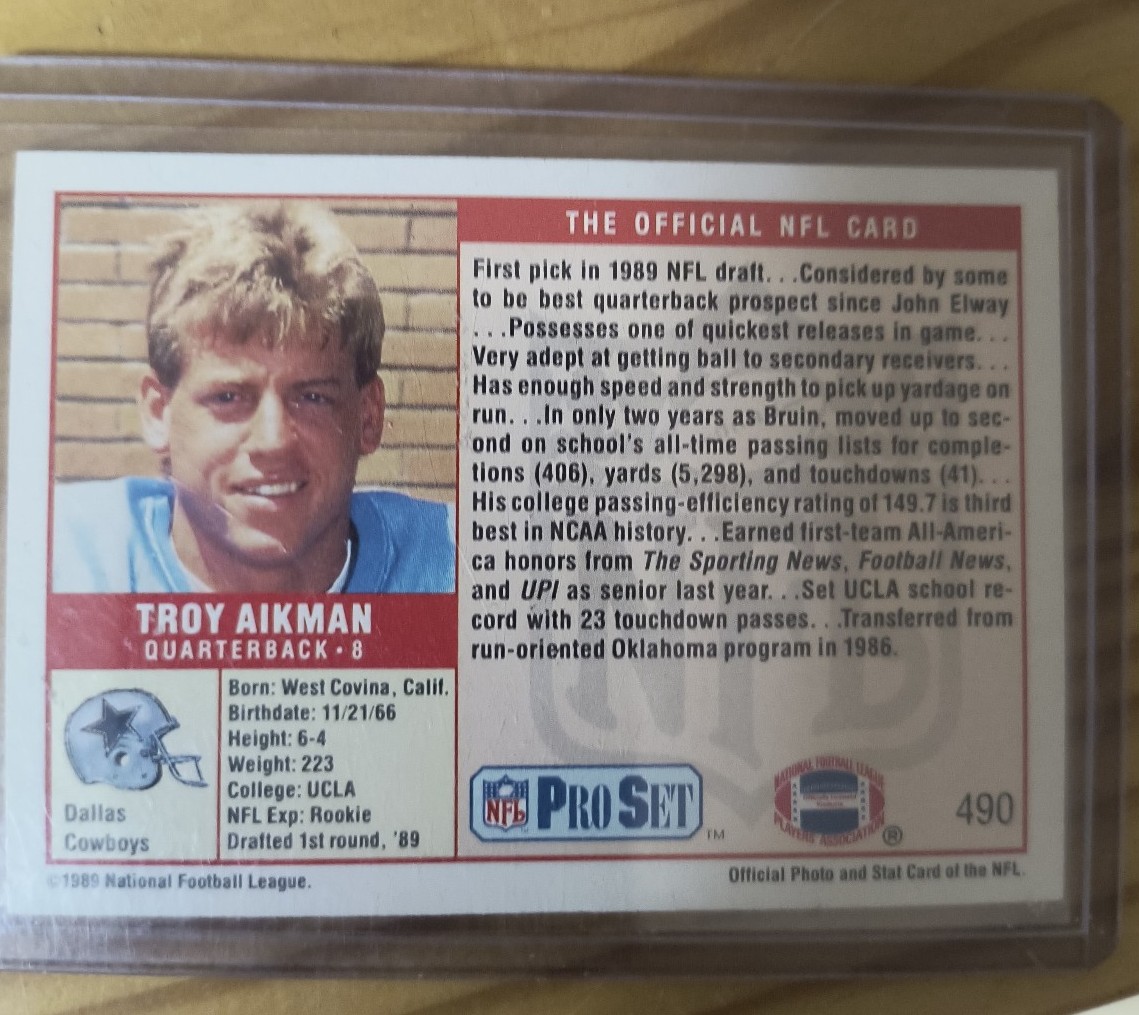 THE OFFICIAL NFL CARD
First pick in 1989 NFL draft. . .Considered by some
to be best quarterback prospect since John Elway
. . .Possesses one of quickest releases in game. . .
Very adept at getting ball to secondary receivers. . .
Has enough speed and strength to pick up yardage on
run. . .In only two years as Bruin, moved up to sec-
ond on school's all-time passing lists for comple-
tions (406), yards (5,298), and touchdowns (41). . .
His college passing-efficiency rating of 149.7 is third
best in NCAA history. . .Earned first-team All-Ameri-
ca honors from The Sporting News, Football News,
and UPI as senior last year. . .Set UCLA school re-
cord with 23 touchdown passes. . .Transferred from
run-oriented Oklahoma program in 1986.
TROY AIKMAN
QUARTERBACK • 8
Born: West Covina, Calif.
Birthdate: 11/21/66
Height: 6-4
Weight: 223
College: UCLA
NFL Exp: Rookie
Drafted 1st round, '89
Dallas
Cowboys
NFL PRO SET TM
NATIONAL FOOTBALL LEAGUE
PLAYERS ASSOCIATION ®
490
©1989 National Football League.
Official Photo and Stat Card of the NFL.